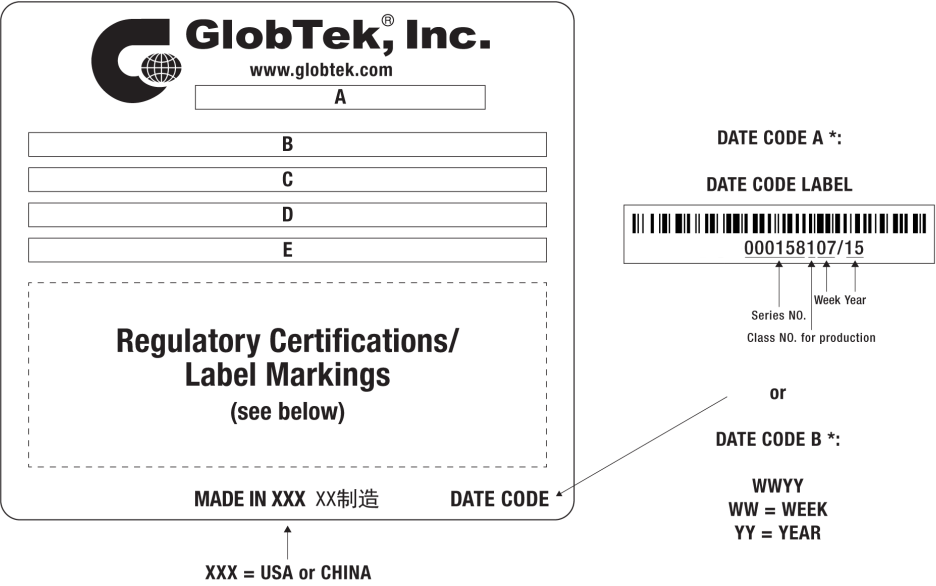 GlobTek, Inc.®
www.globtek.com
A
B
C
D
E
Regulatory Certifications/
Label Markings
(see below)
MADE IN XXX XX制造 DATE CODE
XXX = USA or CHINA
DATE CODE A *:
DATE CODE LABEL
000158107/15
Week Year
Series NO.
Class NO. for production
or
DATE CODE B *:
WWYY
WW = WEEK
YY = YEAR